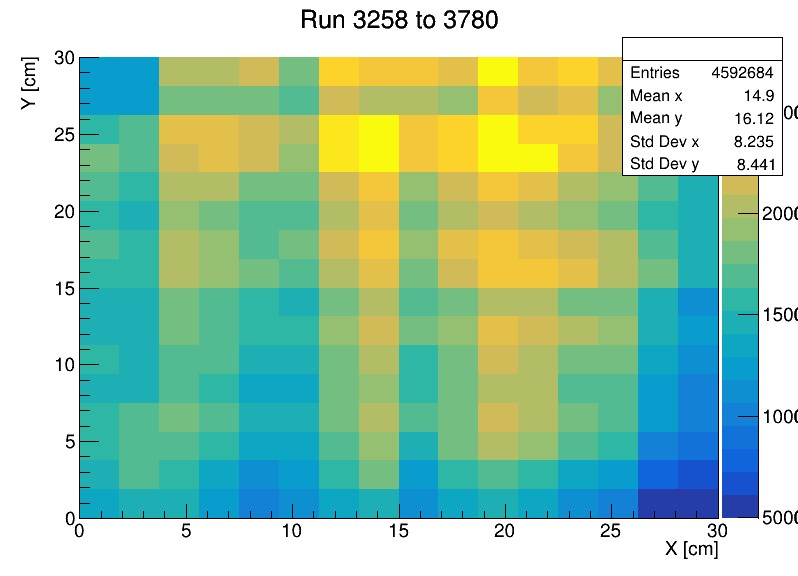 Run 3258 to 3780
Y [cm]
30
25
20
15
10
5
0
0 5 10 15 20 25 30
X [cm]
Entries 4592684
Mean x 14.9
Mean y 16.12
Std Dev x 8.235
Std Dev y 8.441
00
2000
1500
1000
5000